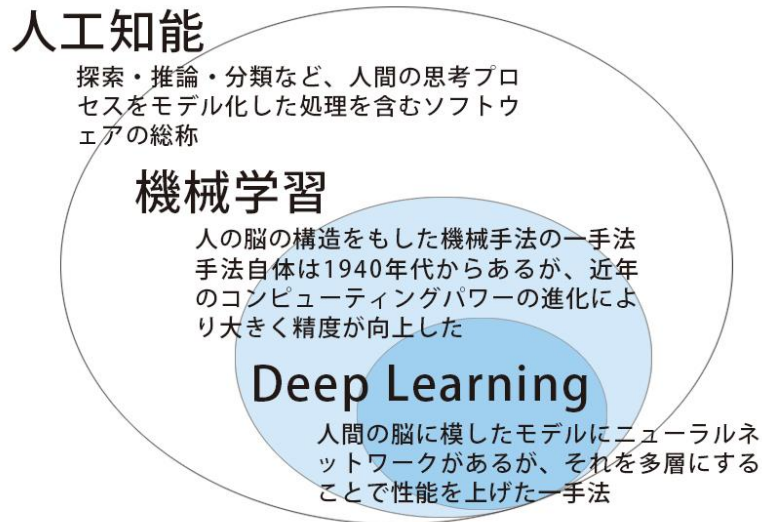 人工知能
探索・推論・分類など、人間の思考プロ
セスをモデル化した処理を含むソフトウ
ェアの総称
機械学習
人の脳の構造をもした機械手法の一手法
手法自体は1940年代からあるが、近年
のコンピューティングパワーの進化によ
り大きく精度が向上した
Deep Learning
人間の脳に模したモデルにニューラルネ
ットワークがあるが、それを多層にする
ことで性能を上げた一手法